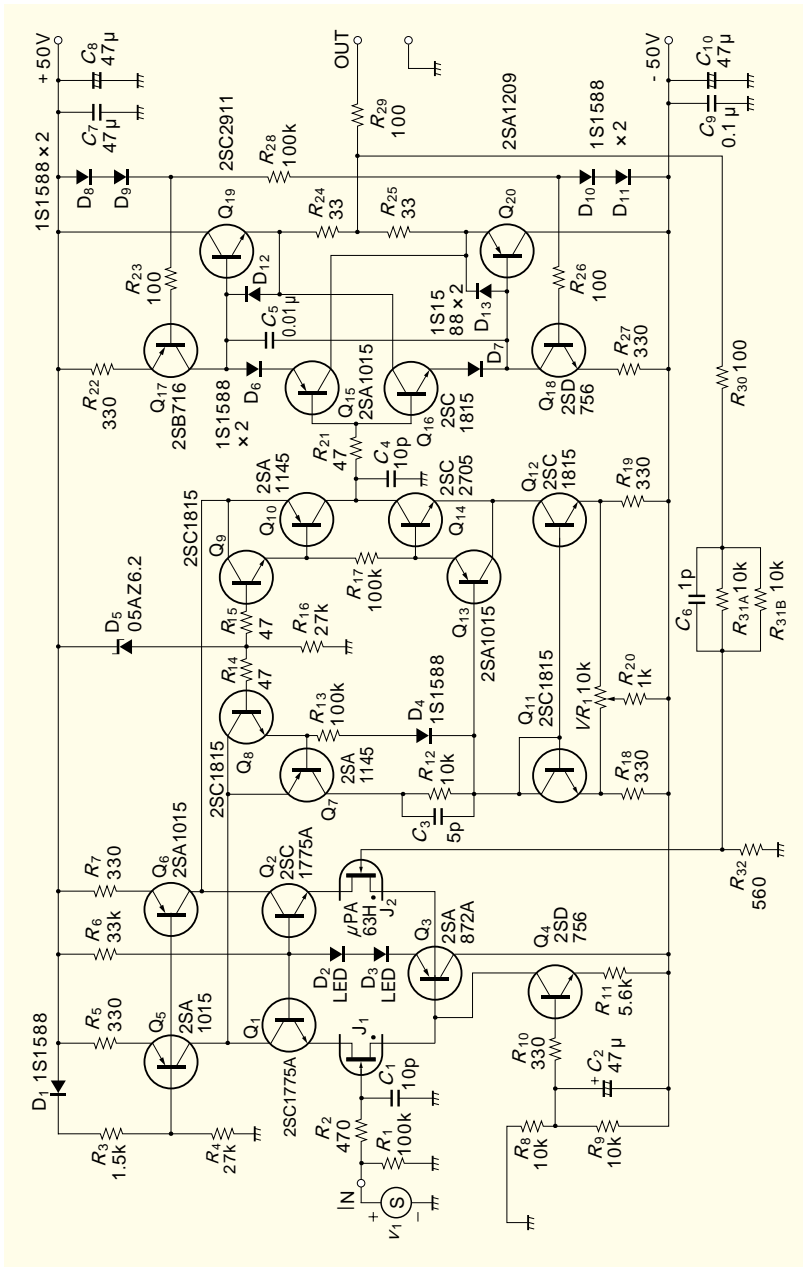 D1 1S1588
R3
1.5k
R4
27k
R5
330
Q5
2SA
1015
R6
33k
R7
330
Q6
2SA1015
Q1
2SC1775A
Q2
2SC
1775A
D2
LED
D3
LED
J1
μPA
63H
J2
Q3
2SA
872A
Q4
2SD
756
R11
5.6k
R10
330
C2
47μ
+
R8
10k
R9
10k
IN
+
S
−
v1
R1
100k
R2
470
C1
10p
R32
560
2SC1815
Q8
R14
47
Q7
2SA
1145
R13
100k
D4
1S1588
C3
5p
R12
10k
Q11
2SC1815
R18
330
VR1 10k
R20
1k
D5
05AZ6.2
R15
47
R16
27k
2SC1815
Q9
Q10
2SA
1145
R17
100k
Q13
2SA1015
Q14
2SC
2705
Q12
2SC
1815
R19
330
R21
47
C4
10p
R22
330
Q17
2SB716
R23
100
1S1588
×2
D6
Q15
2SA1015
Q16
2SC
1815
D7
Q18
2SD
756
R27
330
R26
100
C5
0.01μ
D12
1S15
88×2
D13
Q19
2SC2911
R24
33
R25
33
Q20
2SA1209
1S1588×2
D8
D9
R28
100k
D10
D11
1S1588
×2
R29
100
OUT
+50V
C7
47μ
C8
47μ
-50V
C9
0.1μ
C10
47μ
R30 100
C6
1p
R31A 10k
R31B
10k